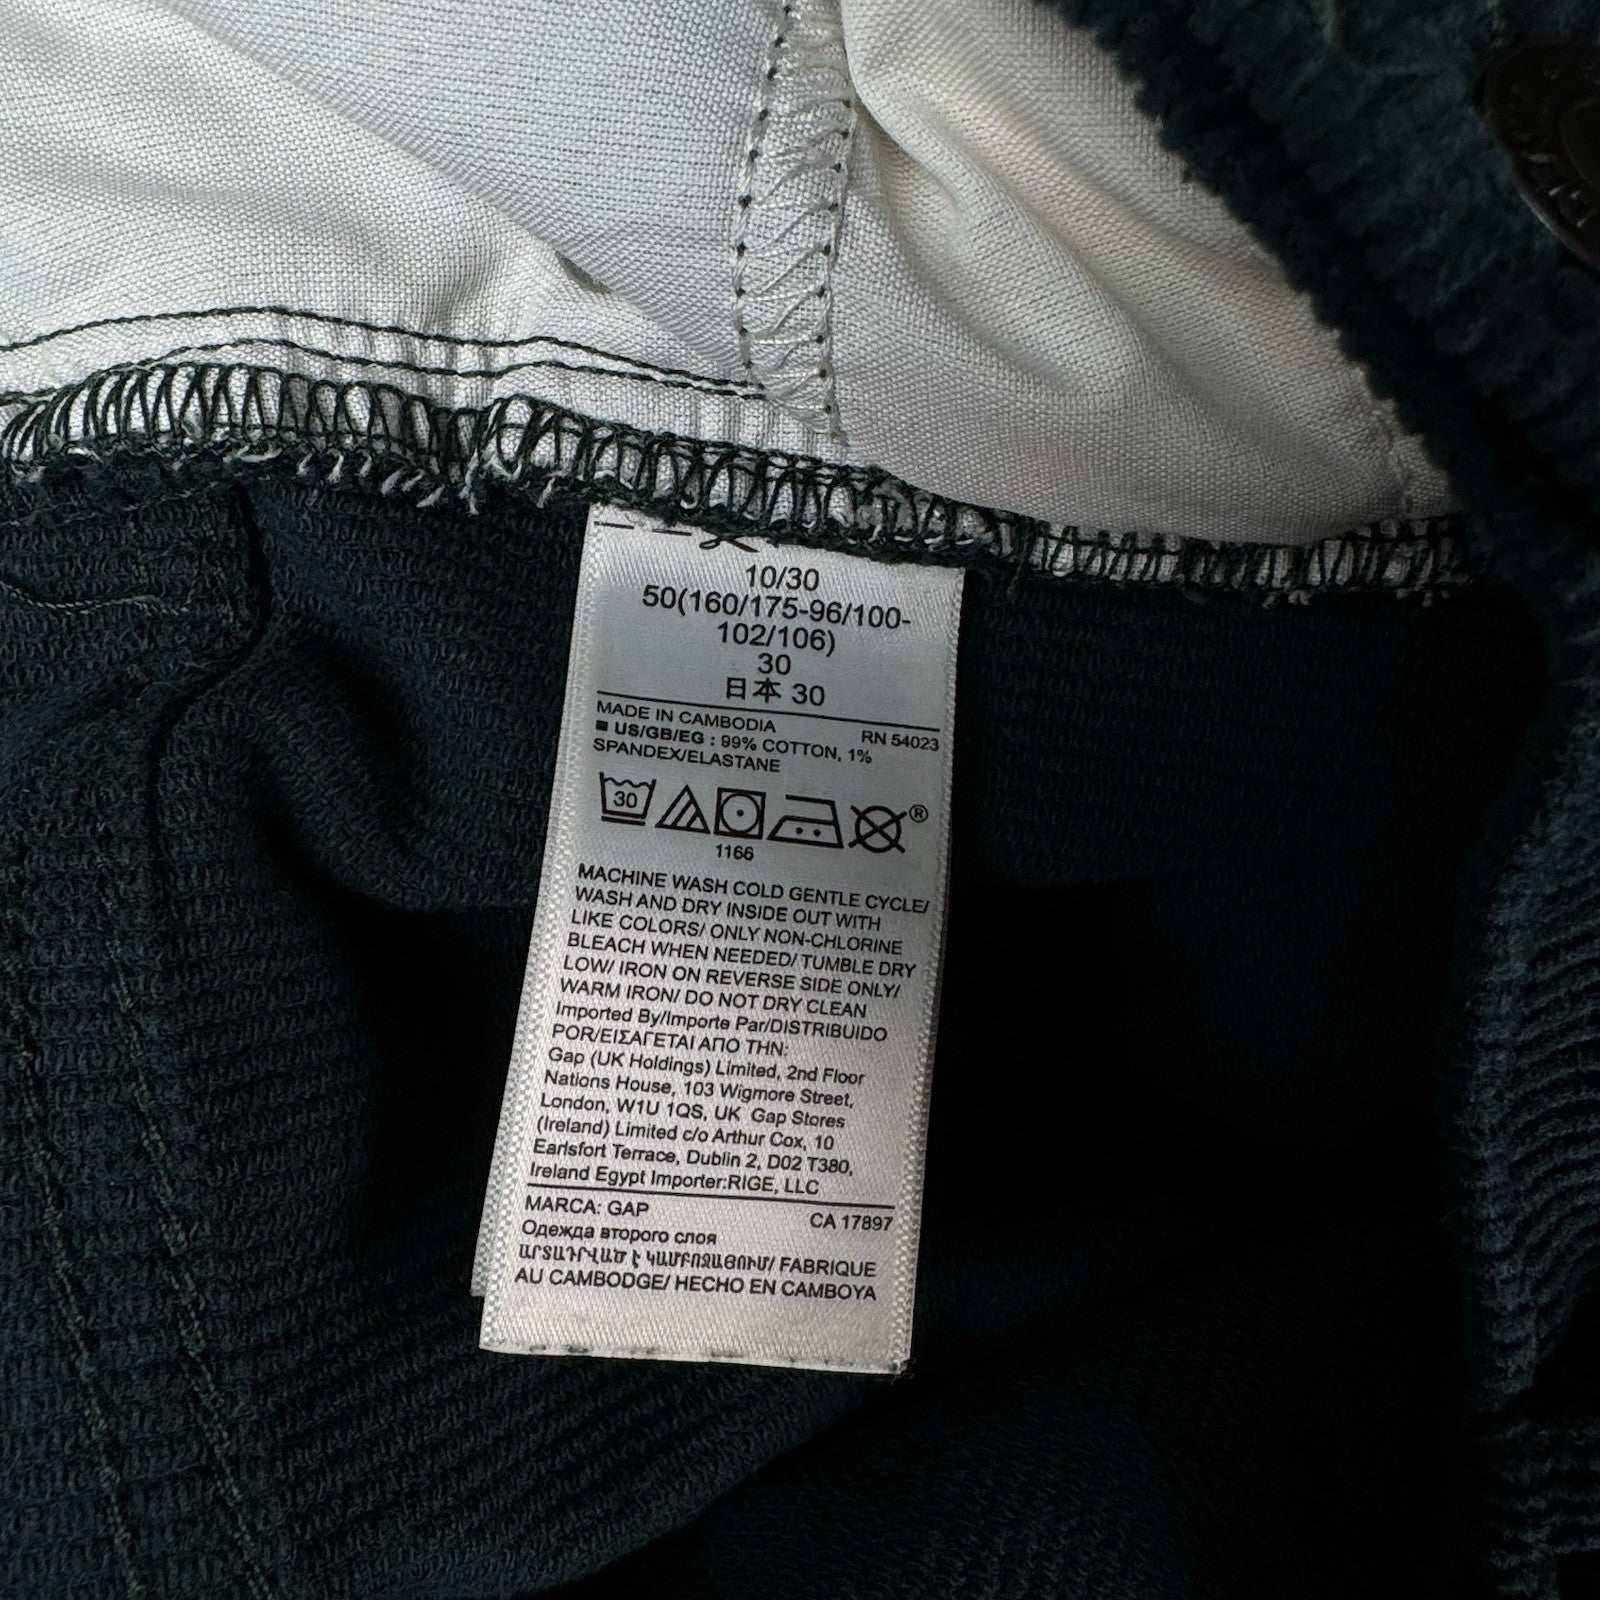 10/30
50(160/175-96/100-
102/106)
30
日本 30
MADE IN CAMBODIA
RN 54023
US/GB/EG : 99% COTTON, 1%
SPANDEX/ELASTANE
30
®
1166
MACHINE WASH COLD GENTLE CYCLE/
WASH AND DRY INSIDE OUT WITH
LIKE COLORS/ ONLY NON-CHLORINE
BLEACH WHEN NEEDED/ TUMBLE DRY
LOW/ IRON ON REVERSE SIDE ONLY/
WARM IRON/ DO NOT DRY CLEAN
Imported By/Importe Par/DISTRIBUIDO
POR/ΕΙΣΑΓΕΤΑΙ ΑΠΟ ΤΗΝ:
Gap (UK Holdings) Limited, 2nd Floor
Nations House, 103 Wigmore Street,
London, W1U 1QS, UK Gap Stores
(Ireland) Limited c/o Arthur Cox, 10
Earlsfort Terrace, Dublin 2, D02 T380,
Ireland Egypt Importer:RIGE, LLC
MARCA: GAP
CA 17897
Одежда второго слоя
ԱՐՏԱԴՐՎԱԾ է ԿԱՄԲՈՋԱՅՈՒՄ/ FABRIQUE
AU CAMBODGE/ HECHO EN CAMBOYA